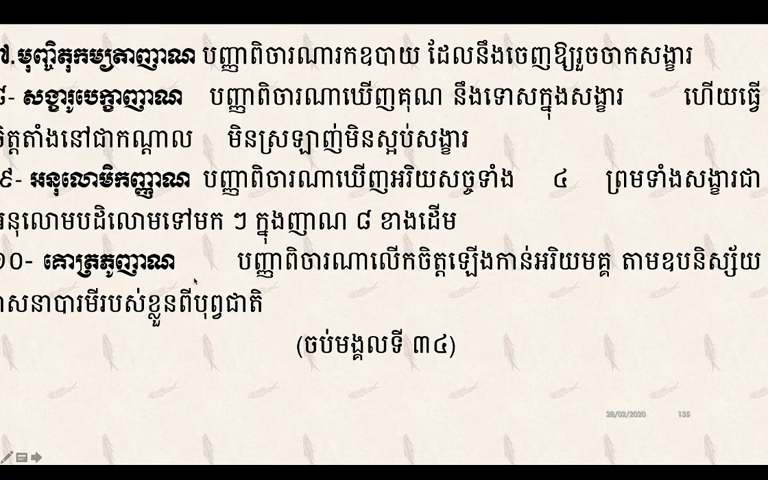 ៧.មុញ្ចិតុកម្យតាញាណ បញ្ញាពិចារណារកឧបាយ ដែលនឹងចេញឱ្យរួចចាកសង្ខារ
៨- សង្ខារុបេក្ខាញាណ បញ្ញាពិចារណាឃើញគុណ នឹងទោសក្នុងសង្ខារ ហើយធ្វើ
ចិត្តតាំងនៅជាកណ្តាល មិនស្រឡាញ់មិនស្អប់សង្ខារ
៩- អនុលោមិកញ្ញាណ បញ្ញាពិចារណាឃើញអរិយសច្ចទាំង ៤ ព្រមទាំងសង្ខារជា
អនុលោមបដិលោមទៅមក ៗ ក្នុងញាណ ៨ ខាងដើម
១០- គោត្រភូញាណ បញ្ញាពិចារណាលើកចិត្តឡើងកាន់អរិយមគ្គ តាមឧបនិស្ស័យ
វាសនាបារមីរបស់ខ្លួនពីបុព្វជាតិ
(ចប់មង្គលទី ៣៤)
28/02/2020 135